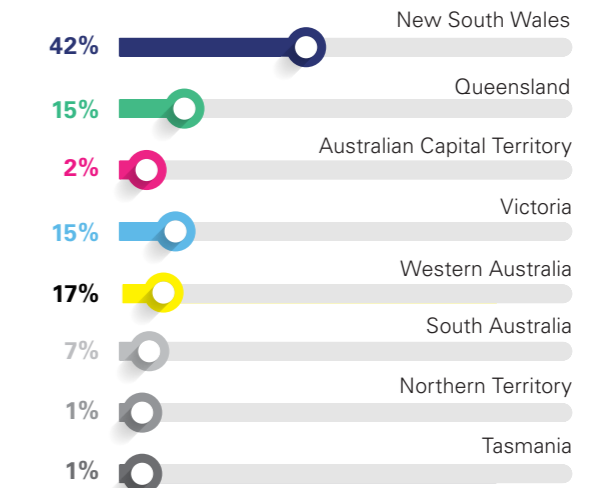 New South Wales
42%
Queensland
15%
Australian Capital Territory
2%
Victoria
15%
Western Australia
17%
South Australia
7%
Northern Territory
1%
Tasmania
1%